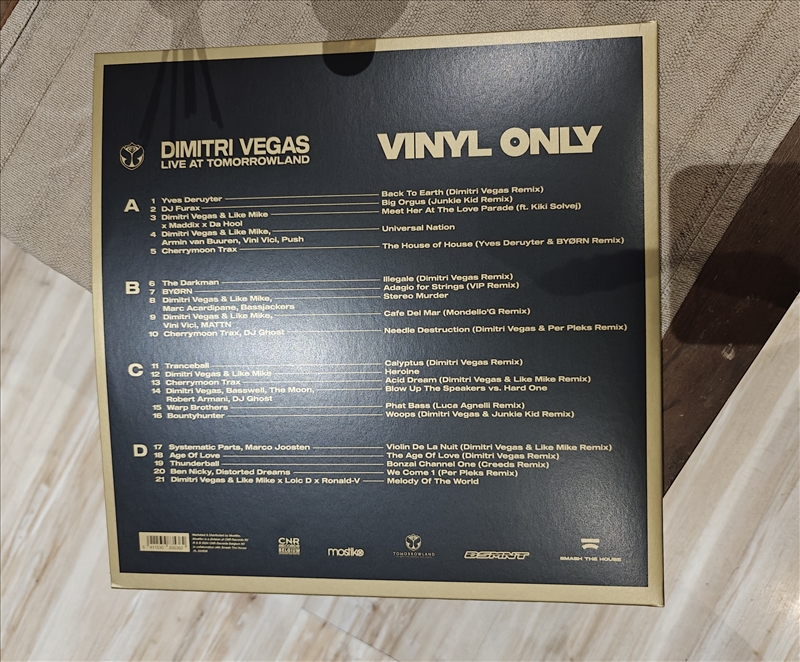 DIMITRI VEGAS
LIVE AT TOMORROWLAND
VINYL ONLY
A
1 Yves Deruyter Back To Earth (Dimitri Vegas Remix)
2 DJ Furax Big Orgus (Junkie Kid Remix)
3 Dimitri Vegas & Like Mike Meet Her At The Love Parade (ft. Kiki Solvej)
x Maddix x Da Hool
4 Dimitri Vegas & Like Mike, Universal Nation
Armin van Buuren, Vini Vici, Push
5 Cherrymoon Trax The House of House (Yves Deruyter & BYØRN Remix)
B
6 The Darkman Illegale (Dimitri Vegas Remix)
7 BYØRN Adagio for Strings (VIP Remix)
8 Dimitri Vegas & Like Mike, Stereo Murder
Marc Acardipane, Bassjackers
9 Dimitri Vegas & Like Mike, Cafe Del Mar (Mondello'G Remix)
Vini Vici, MATTN
10 Cherrymoon Trax, DJ Ghost Needle Destruction (Dimitri Vegas & Per Pleks Remix)
C
11 Tranceball Calyptus (Dimitri Vegas Remix)
12 Dimitri Vegas & Like Mike Heroine
13 Cherrymoon Trax Acid Dream (Dimitri Vegas & Like Mike Remix)
14 Dimitri Vegas, Basswell, The Moon, Blow Up The Speakers vs. Hard One
Robert Armani, DJ Ghost
15 Warp Brothers Phat Bass (Luca Agnelli Remix)
16 Bountyhunter Woops (Dimitri Vegas & Junkie Kid Remix)
D
17 Systematic Parts, Marco Joosten Violin De La Nuit (Dimitri Vegas & Like Mike Remix)
18 Age Of Love The Age Of Love (Dimitri Vegas Remix)
19 Thunderball Bonzai Channel One (Creeds Remix)
20 Ben Nicky, Distorted Dreams We Come 1 (Per Pleks Remix)
21 Dimitri Vegas & Like Mike x Loic D x Ronald-V Melody Of The World
CNR
RECORDS
BELGIUM
mostiko
TOMORROWLAND
BSMNT
SMASH THE HOUSE